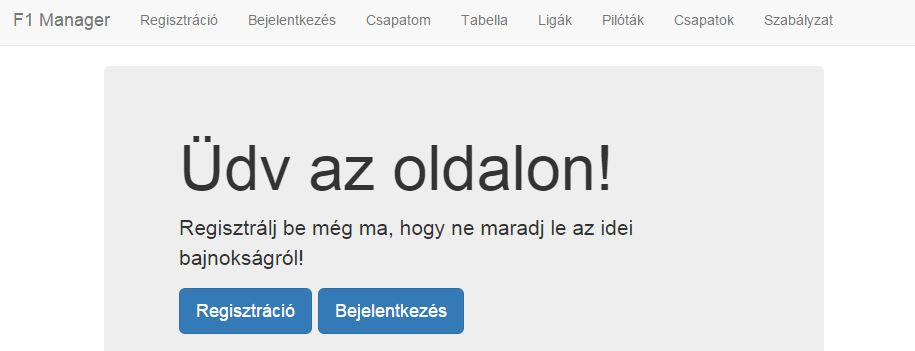 F1 Manager Regisztráció Bejelentkezés Csapatom Tabella Ligák Pilóták Csapatok Szabályzat
Üdv az oldalon!
Regisztrálj be még ma, hogy ne maradj le az idei
bajnokságról!
Regisztráció Bejelentkezés